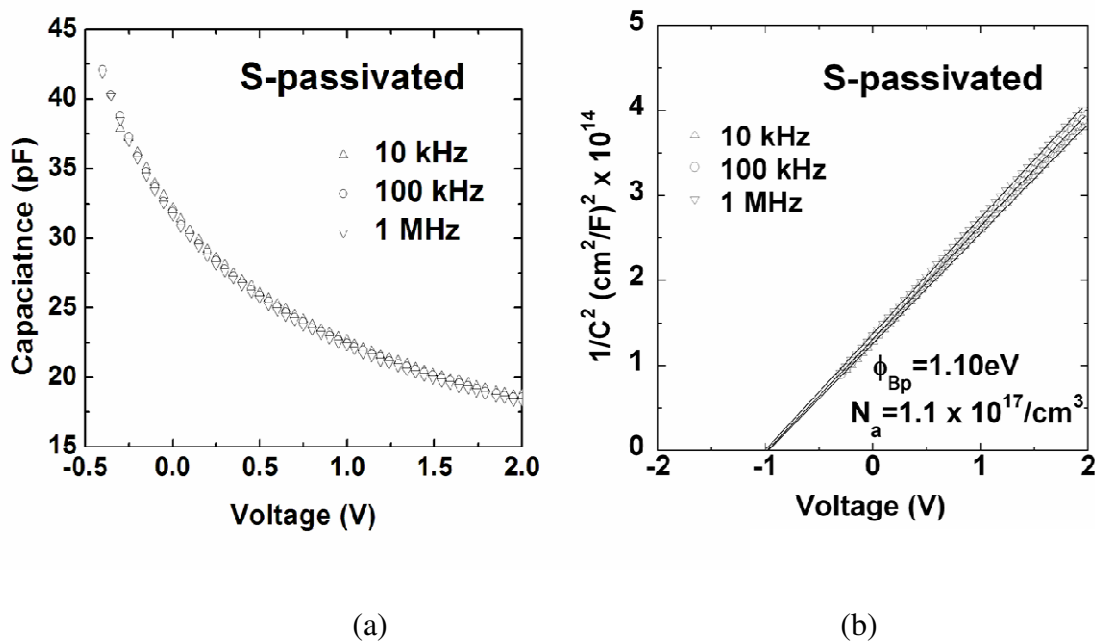 45
40
35
30
25
20
15
-0.5 0.0 0.5 1.0 1.5 2.0
Capaciatnce (pF)
Voltage (V)
S-passivated
10 kHz
100 kHz
1 MHz
(a)
5
4
3
2
1
0
-2 -1 0 1 2
1/C² (cm²/F)² x 10¹⁴
Voltage (V)
S-passivated
10 kHz
100 kHz
1 MHz
ϕ_Bp=1.10eV
N_a=1.1 x 10¹⁷/cm³
(b)